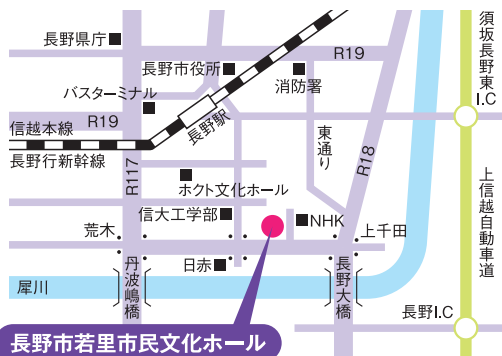 長野県庁
R19
須坂長野東
I.C
長野市役所
消防署
バスターミナル
R19
長野駅
東通り
信越本線
長野行新幹線
R117
R18
ホクト文化ホール
上信越自動車道
信大工学部
NHK
荒木
上千田
日赤
丹波嶋橋
長野大橋
犀川
長野I.C
長野市若里市民文化ホール